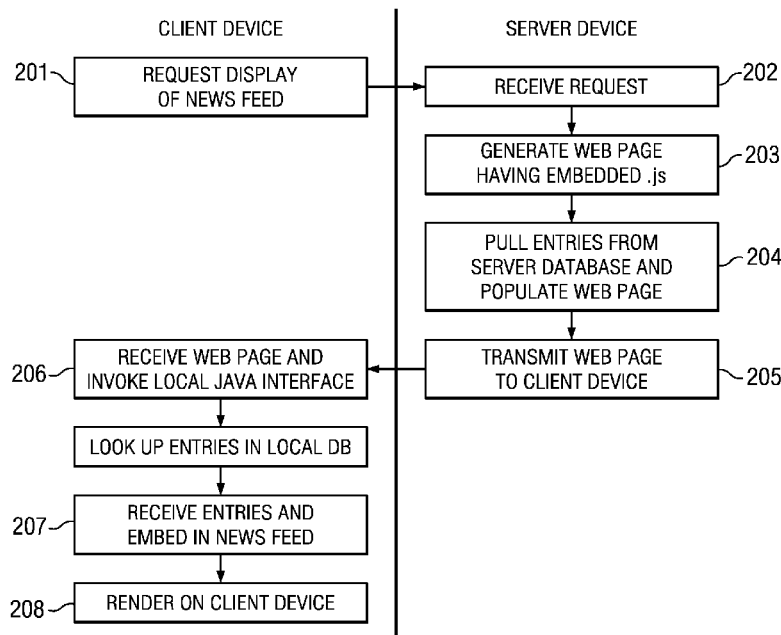 CLIENT DEVICE
SERVER DEVICE
201
REQUEST DISPLAY
OF NEWS FEED
RECEIVE REQUEST
202
GENERATE WEB PAGE
HAVING EMBEDDED .js
203
PULL ENTRIES FROM
SERVER DATABASE AND
POPULATE WEB PAGE
204
206
RECEIVE WEB PAGE AND
INVOKE LOCAL JAVA INTERFACE
TRANSMIT WEB PAGE
TO CLIENT DEVICE
205
LOOK UP ENTRIES IN LOCAL DB
207
RECEIVE ENTRIES AND
EMBED IN NEWS FEED
208
RENDER ON CLIENT DEVICE